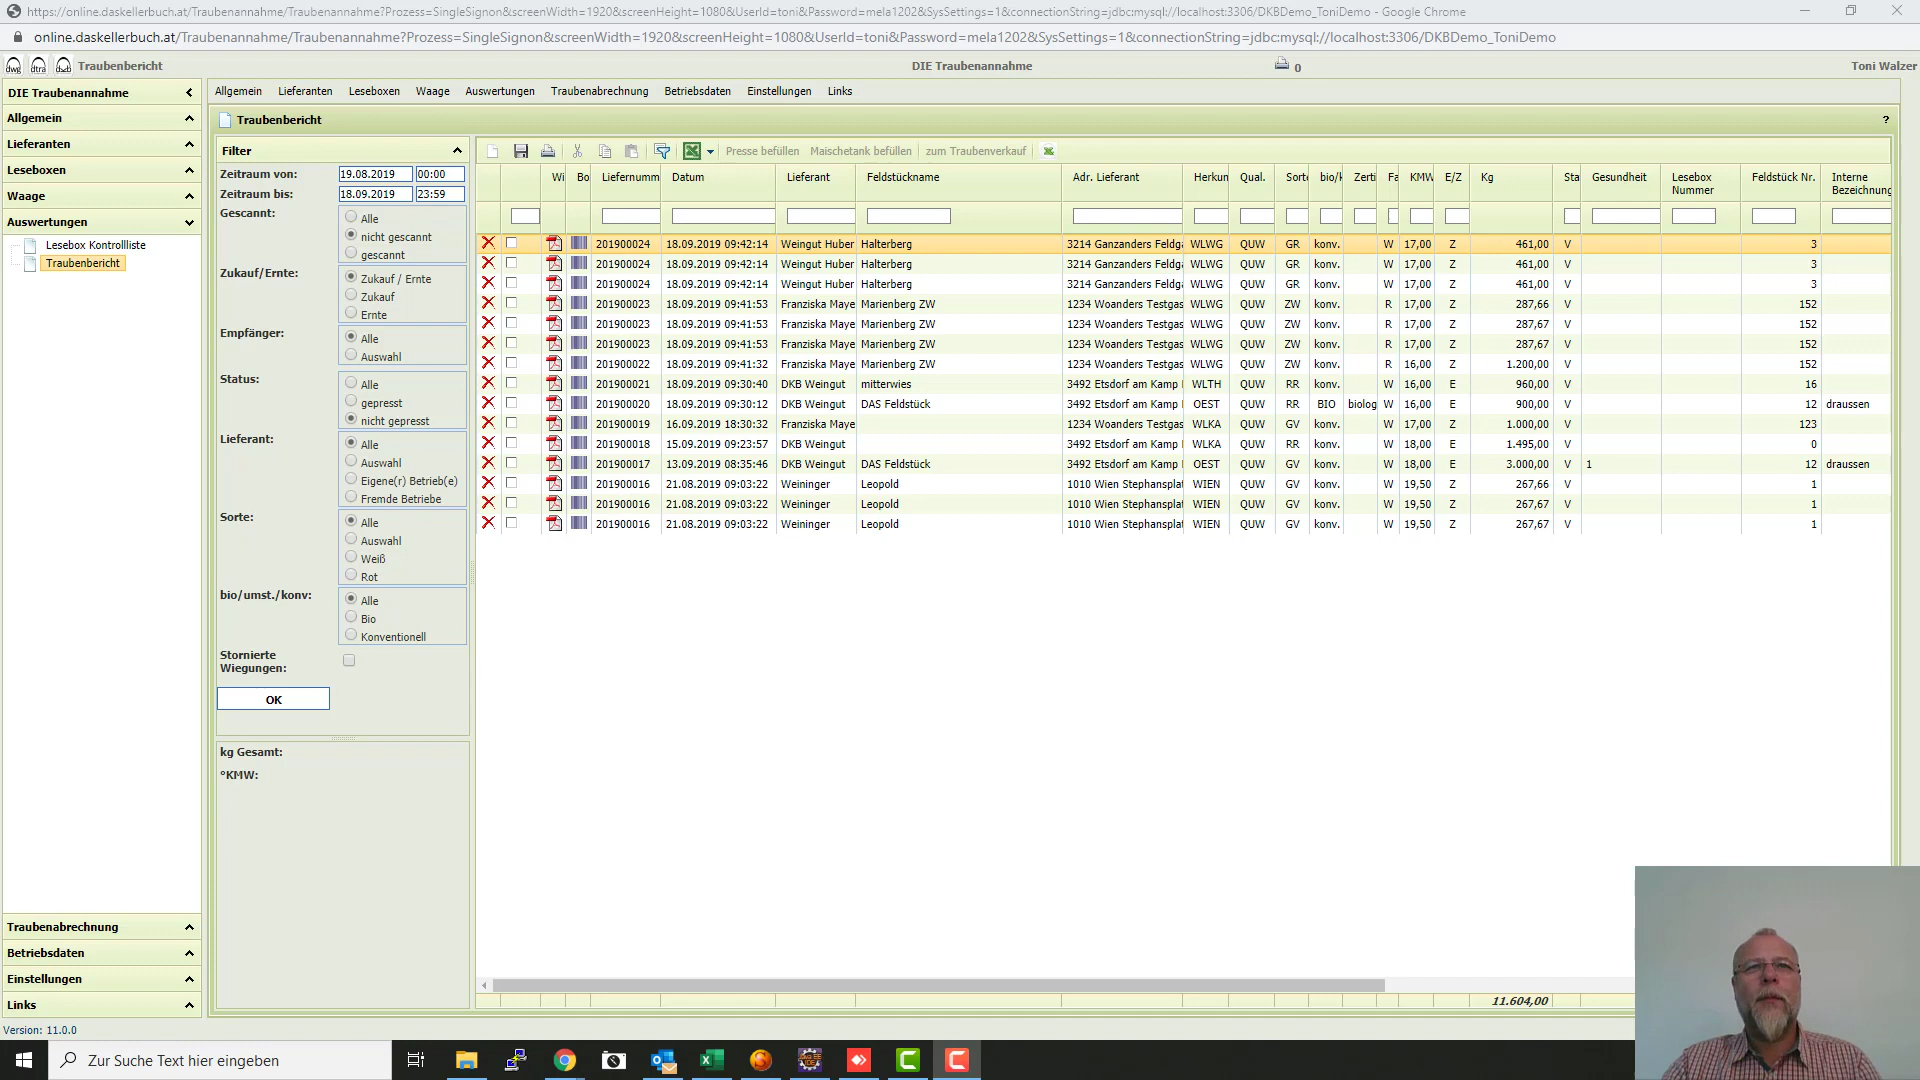 https://online.daskellerbuch.at/Traubenannahme/Traubenannahme?Prozess=SingleSignon&screenWidth=1920&screenHeight=1080&UserId=toni&Password=mela1202&SysSettings=1&connectionString=jdbc:mysql://localhost:3306/DKBDemo_ToniDemo - Google Chrome
online.daskellerbuch.at/Traubenannahme/Traubenannahme?Prozess=SingleSignon&screenWidth=1920&screenHeight=1080&UserId=toni&Password=mela1202&SysSettings=1&connectionString=jdbc:mysql://localhost:3306/DKBDemo_ToniDemo
dwg dtra dxb Traubenbericht DIE Traubenannahme 0 Toni Walzer
DIE Traubenannahme
Allgemein
Lieferanten
Leseboxen
Waage
Auswertungen
Lesebox Kontrollliste
Traubenbericht
Traubenabrechnung
Betriebsdaten
Einstellungen
Links
Version: 11.0.0
Allgemein Lieferanten Leseboxen Waage Auswertungen Traubenabrechnung Betriebsdaten Einstellungen Links
Traubenbericht ?
Filter
Zeitraum von: 19.08.2019 00:00
Zeitraum bis: 18.09.2019 23:59
Gescannt: Alle
nicht gescannt
gescannt
Zukauf/Ernte: Zukauf / Ernte
Zukauf
Ernte
Empfänger: Alle
Auswahl
Status: Alle
gepresst
nicht gepresst
Lieferant: Alle
Auswahl
Eigene(r) Betrieb(e)
Fremde Betriebe
Sorte: Alle
Auswahl
Weiß
Rot
bio/umst./konv: Alle
Bio
Konventionell
Stornierte
Wiegungen:
OK
kg Gesamt:
°KMW:
Presse befüllen Maischetank befüllen zum Traubenverkauf
Wi Bo Liefernumm Datum Lieferant Feldstückname Adr. Lieferant Herkun Qual. Sorte bio/k Zerti Fa KMW E/Z Kg Sta Gesundheit Lesebox Nummer Feldstück Nr. Interne Bezeichnung
201900024 18.09.2019 09:42:14 Weingut Huber Halterberg 3214 Ganzanders Feldga WLWG QUW GR konv. W 17,00 Z 461,00 V 3
201900024 18.09.2019 09:42:14 Weingut Huber Halterberg 3214 Ganzanders Feldga WLWG QUW GR konv. W 17,00 Z 461,00 V 3
201900024 18.09.2019 09:42:14 Weingut Huber Halterberg 3214 Ganzanders Feldga WLWG QUW GR konv. W 17,00 Z 461,00 V 3
201900023 18.09.2019 09:41:53 Franziska Maye Marienberg ZW 1234 Woanders Testgas WLWG QUW ZW konv. R 17,00 Z 287,66 V 152
201900023 18.09.2019 09:41:53 Franziska Maye Marienberg ZW 1234 Woanders Testgas WLWG QUW ZW konv. R 17,00 Z 287,67 V 152
201900023 18.09.2019 09:41:53 Franziska Maye Marienberg ZW 1234 Woanders Testgas WLWG QUW ZW konv. R 17,00 Z 287,67 V 152
201900022 18.09.2019 09:41:32 Franziska Maye Marienberg ZW 1234 Woanders Testgas WLWG QUW ZW konv. R 16,00 Z 1.200,00 V 152
201900021 18.09.2019 09:30:40 DKB Weingut mitterwies 3492 Etsdorf am Kamp WLTH QUW RR konv. W 16,00 E 960,00 V 16
201900020 18.09.2019 09:30:12 DKB Weingut DAS Feldstück 3492 Etsdorf am Kamp OEST QUW RR BIO biolog W 16,00 E 900,00 V 12 draussen
201900019 16.09.2019 18:30:32 Franziska Maye 1234 Woanders Testgas WLKA QUW GV konv. W 17,00 Z 1.000,00 V 123
201900018 15.09.2019 09:23:57 DKB Weingut 3492 Etsdorf am Kamp WLKA QUW RR konv. W 18,00 E 1.495,00 V 0
201900017 13.09.2019 08:35:46 DKB Weingut DAS Feldstück 3492 Etsdorf am Kamp OEST QUW GV konv. W 18,00 E 3.000,00 V 1 12 draussen
201900016 21.08.2019 09:03:22 Weininger Leopold 1010 Wien Stephansplat WIEN QUW GV konv. W 19,50 Z 267,66 V 1
201900016 21.08.2019 09:03:22 Weininger Leopold 1010 Wien Stephansplat WIEN QUW GV konv. W 19,50 Z 267,67 V 1
201900016 21.08.2019 09:03:22 Weininger Leopold 1010 Wien Stephansplat WIEN QUW GV konv. W 19,50 Z 267,67 V 1
11.604,00
Zur Suche Text hier eingeben